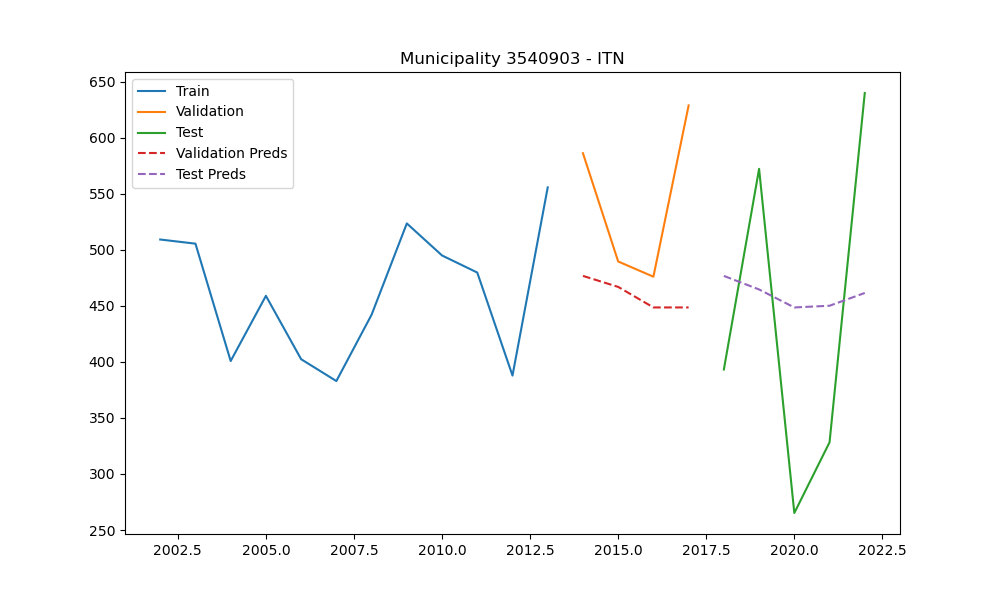 Municipality 3540903 - ITN
Train
Validation
Test
Validation Preds
Test Preds
650
600
550
500
450
400
350
300
250
2002.5 2005.0 2007.5 2010.0 2012.5 2015.0 2017.5 2020.0 2022.5